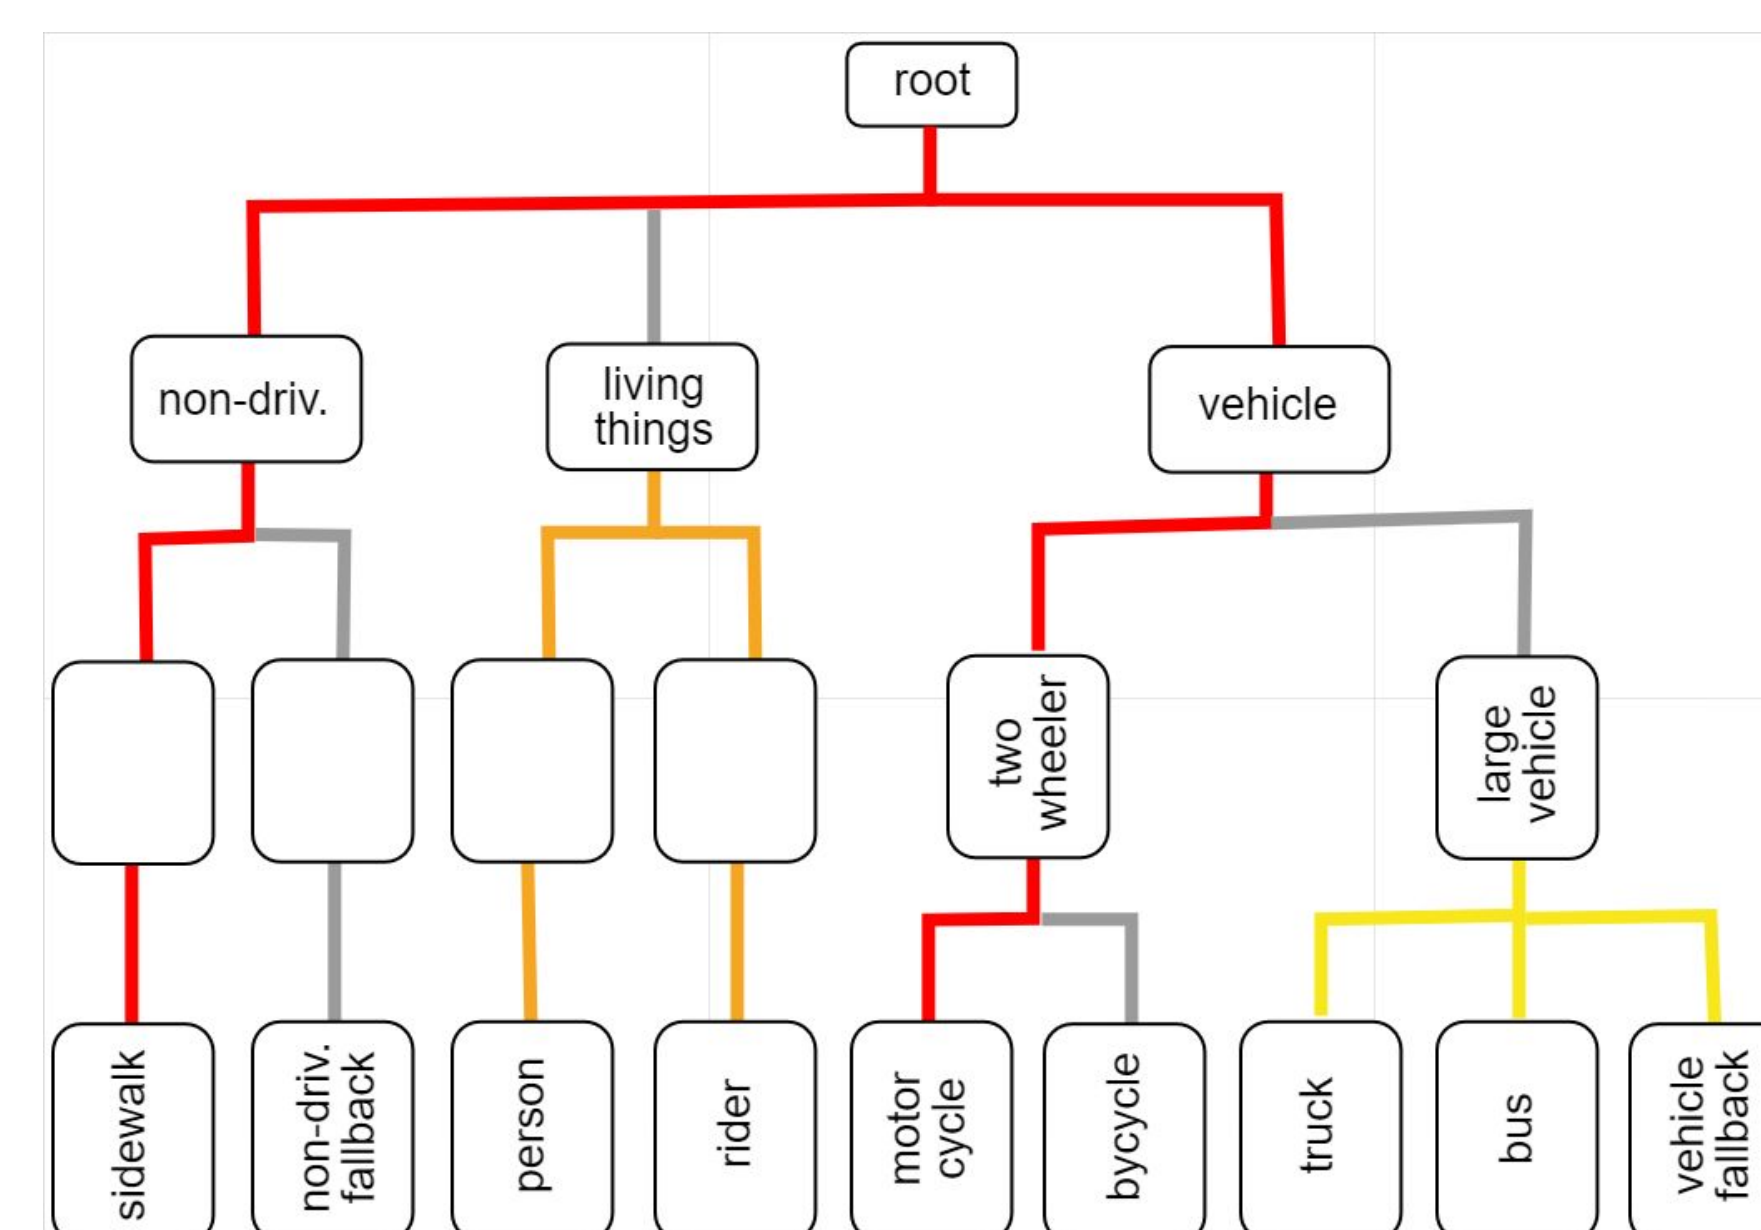 root
non-driv.
living
things
vehicle
two
wheeler
large
vehicle
sidewalk
non-driv.
fallback
person
rider
motor
cycle
bycycle
truck
bus
vehicle
fallback